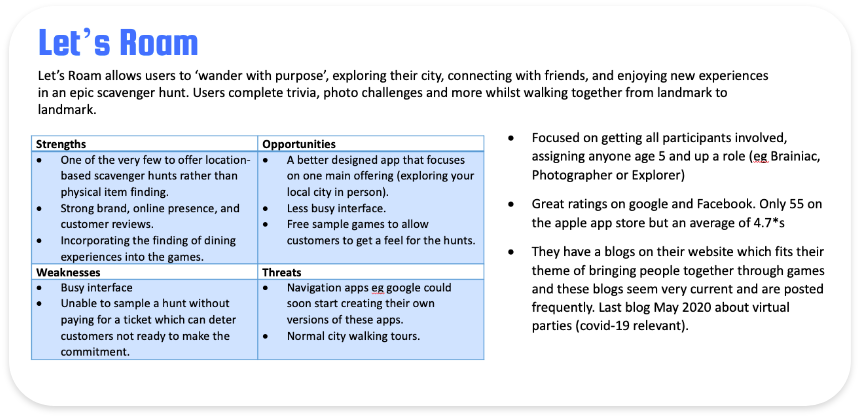 Let's Roam
Let's Roam allows users to 'wander with purpose', exploring their city, connecting with friends, and enjoying new experiences
in an epic scavenger hunt. Users complete trivia, photo challenges and more whilst walking together from landmark to
landmark.
Strengths
• One of the very few to offer location-
based scavenger hunts rather than
physical item finding.
• Strong brand, online presence, and
customer reviews.
• Incorporating the finding of dining
experiences into the games.
Opportunities
• A better designed app that focuses
on one main offering (exploring your
local city in person).
• Less busy interface.
• Free sample games to allow
customers to get a feel for the hunts.
Weaknesses
• Busy interface
• Unable to sample a hunt without
paying for a ticket which can deter
customers not ready to make the
commitment.
Threats
• Navigation apps eg google could
soon start creating their own
versions of these apps.
• Normal city walking tours.
• Focused on getting all participants involved,
assigning anyone age 5 and up a role (eg Brainiac,
Photographer or Explorer)
• Great ratings on google and Facebook. Only 55 on
the apple app store but an average of 4.7*s
• They have a blogs on their website which fits their
theme of bringing people together through games
and these blogs seem very current and are posted
frequently. Last blog May 2020 about virtual
parties (covid-19 relevant).